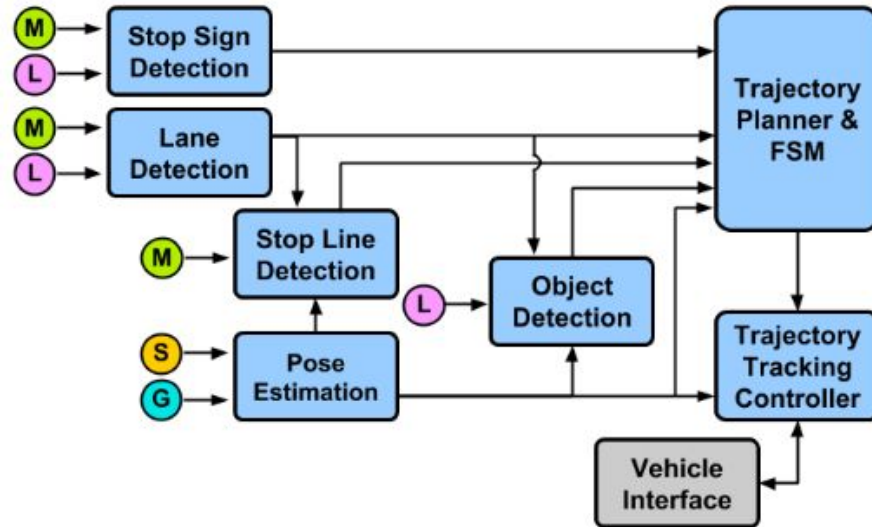 M
Stop Sign
Detection
L
M
Lane
Detection
L
Trajectory
Planner &
FSM
M
Stop Line
Detection
L
Object
Detection
S
G
Pose
Estimation
Trajectory
Tracking
Controller
Vehicle
Interface